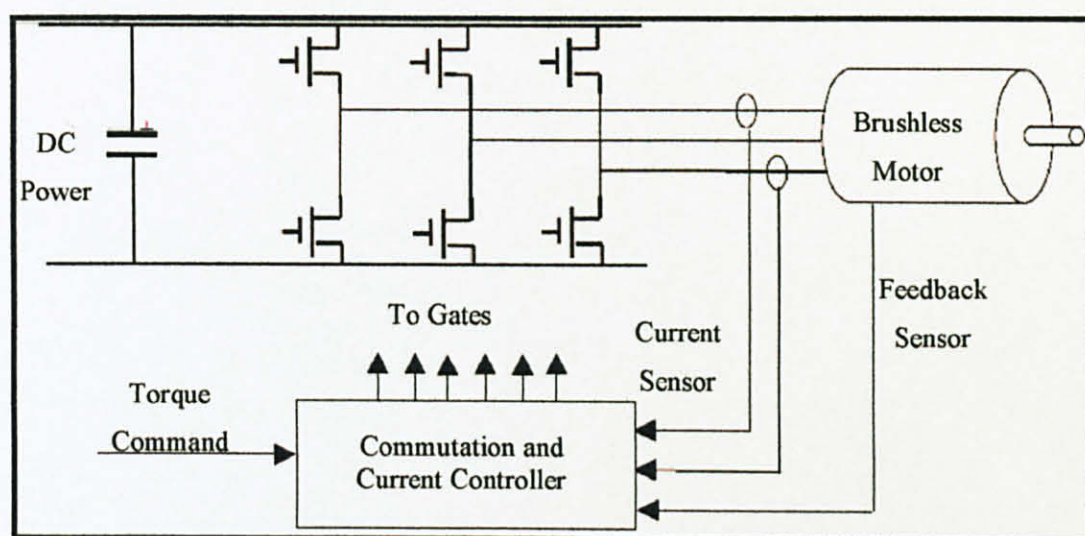 DC
Power
Brushless
Motor
To Gates
Current
Sensor
Feedback
Sensor
Torque
Command
Commutation and
Current Controller